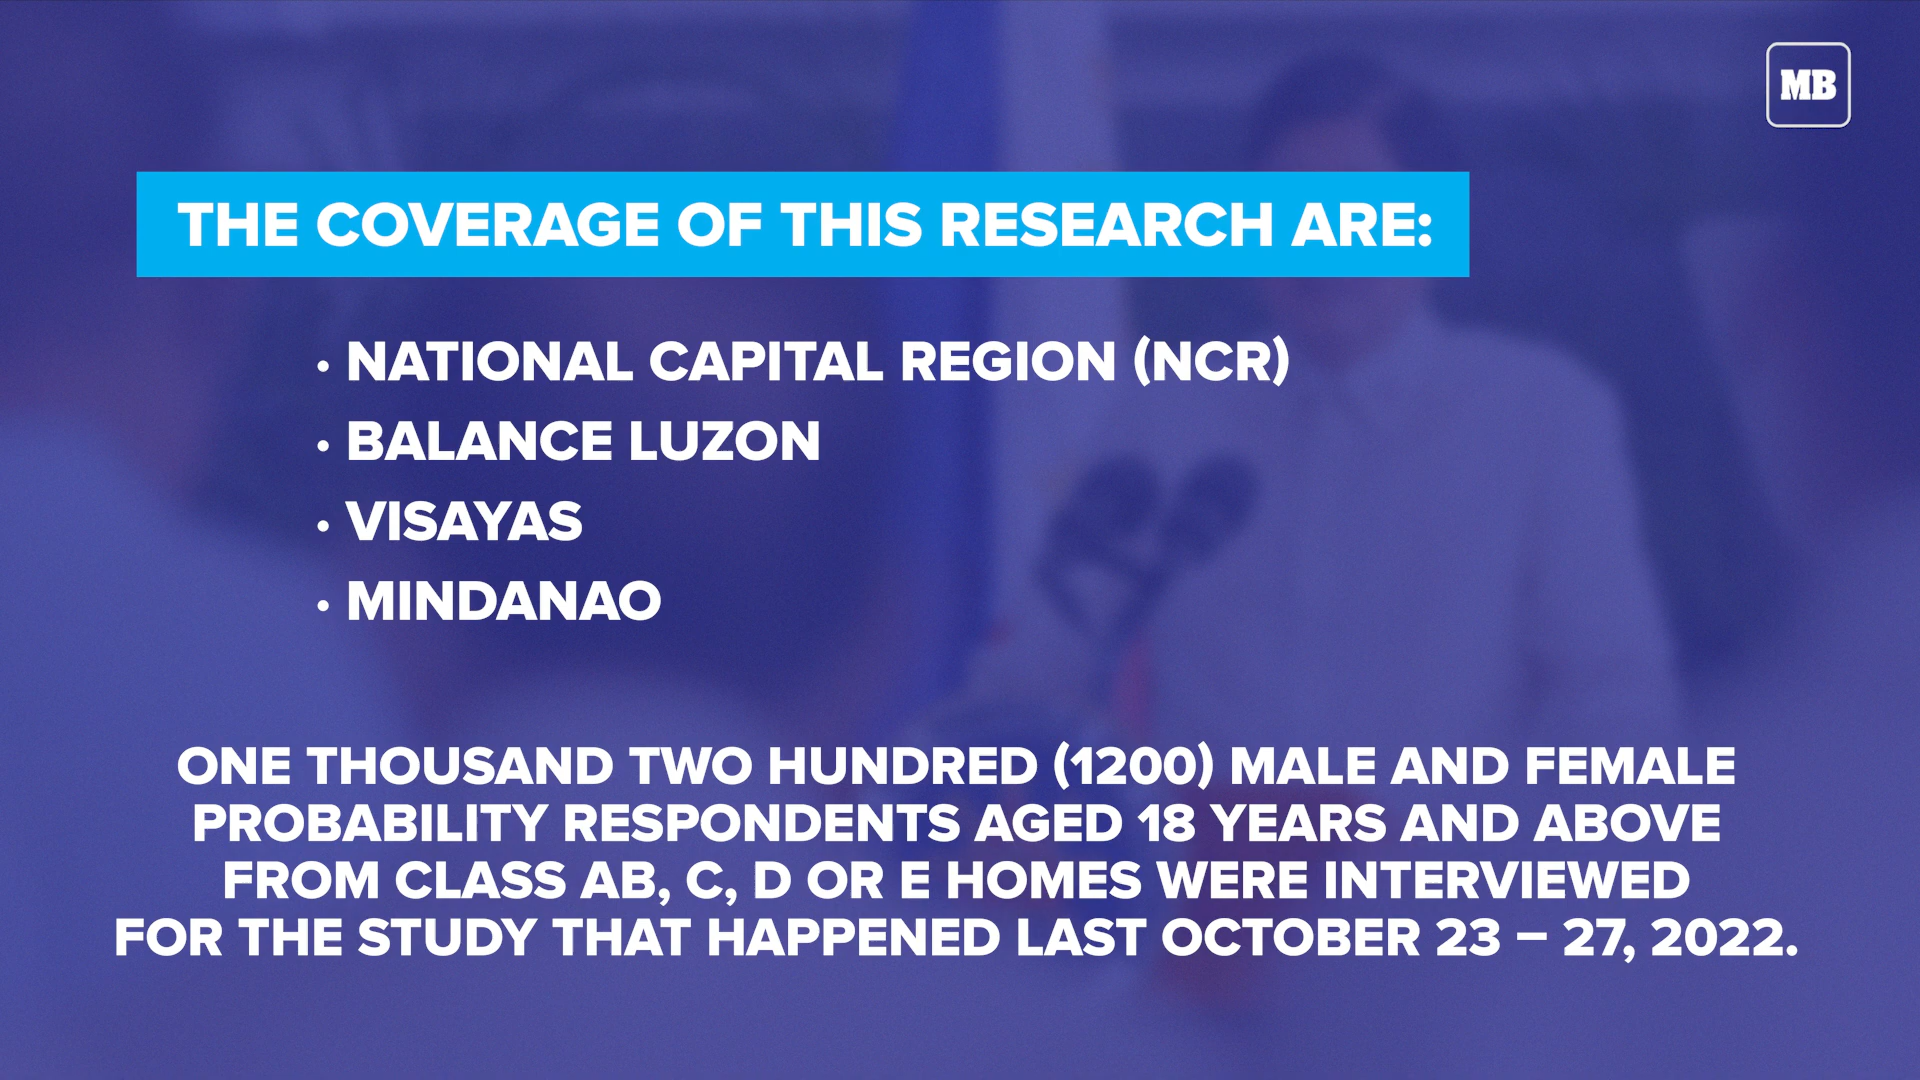 MB
THE COVERAGE OF THIS RESEARCH ARE:
• NATIONAL CAPITAL REGION (NCR)
• BALANCE LUZON
• VISAYAS
• MINDANAO
ONE THOUSAND TWO HUNDRED (1200) MALE AND FEMALE
PROBABILITY RESPONDENTS AGED 18 YEARS AND ABOVE
FROM CLASS AB, C, D OR E HOMES WERE INTERVIEWED
FOR THE STUDY THAT HAPPENED LAST OCTOBER 23 – 27, 2022.